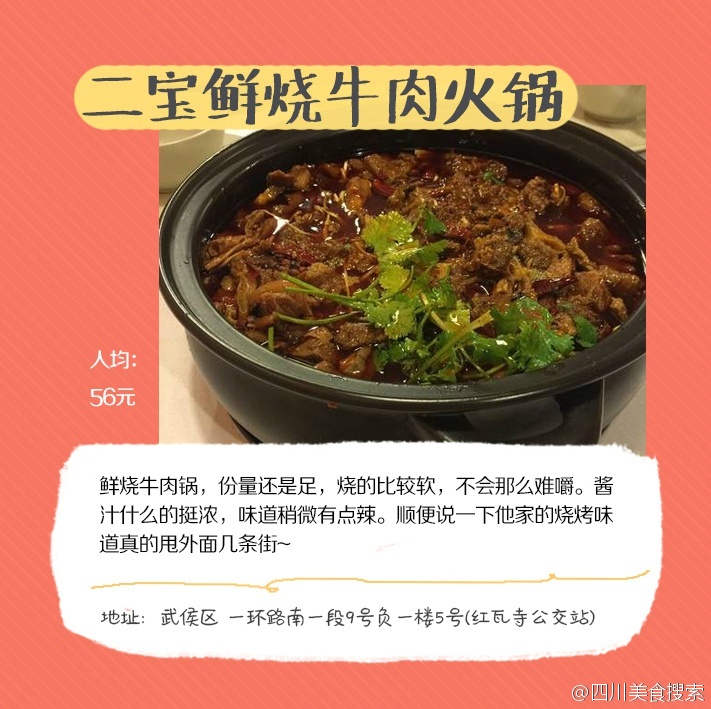 二宝鲜烧牛肉火锅
人均:
56元
鲜烧牛肉锅，份量还是足，烧的比较软，不会那么难嚼。酱
汁什么的挺浓，味道稍微有点辣。顺便说一下他家的烧烤味
道真的甩外面几条街~
地址: 武侯区 一环路南一段9号负一楼5号(红瓦寺公交站)
@四川美食搜索